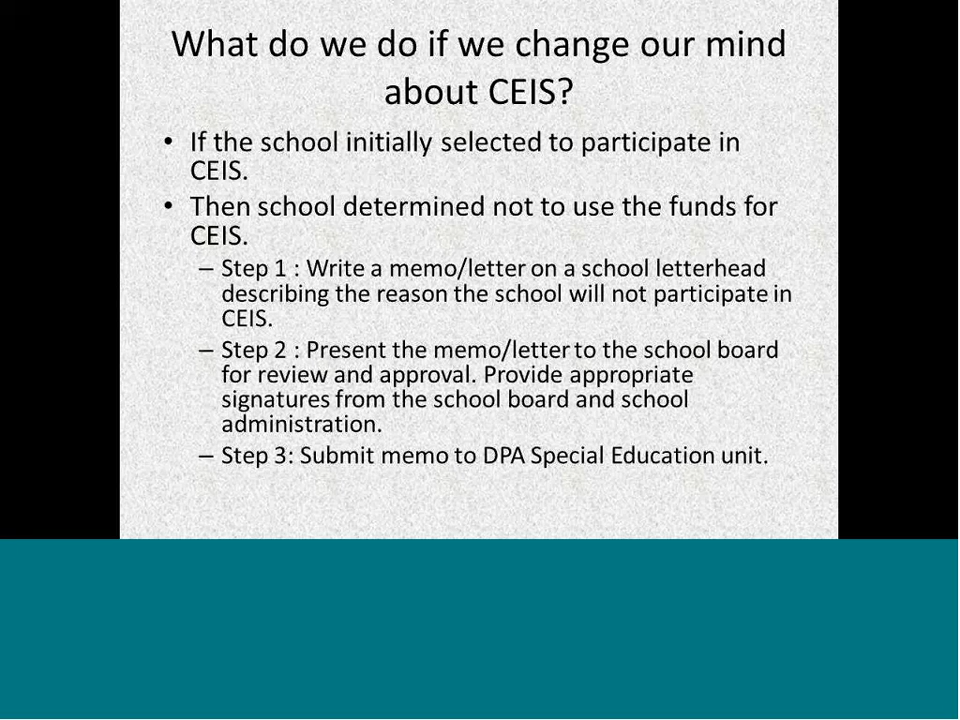 What do we do if we change our mind
about CEIS?
• If the school initially selected to participate in
CEIS.
• Then school determined not to use the funds for
CEIS.
– Step 1 : Write a memo/letter on a school letterhead
describing the reason the school will not participate in
CEIS.
– Step 2 : Present the memo/letter to the school board
for review and approval. Provide appropriate
signatures from the school board and school
administration.
– Step 3: Submit memo to DPA Special Education unit.